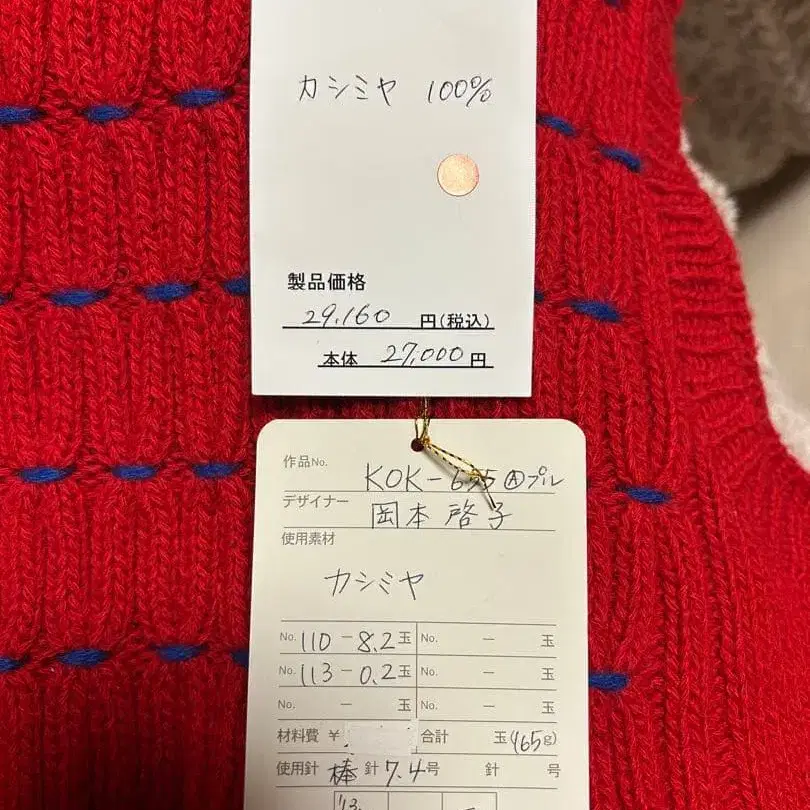 カシミヤ 100%
製品価格
29,160 円(税込)
本体 27,000 円
作品No. KOK-655 Ⓐプル
デザイナー 岡本 啓子
使用素材
カシミヤ
No. 110 - 8.2 玉 No. - 玉
No. 113 - 0.2 玉 No. - 玉
No. - 玉 No. - 玉
材料費 ¥ 合計 玉(165g)
使用針 棒 針 7.4号 針 号